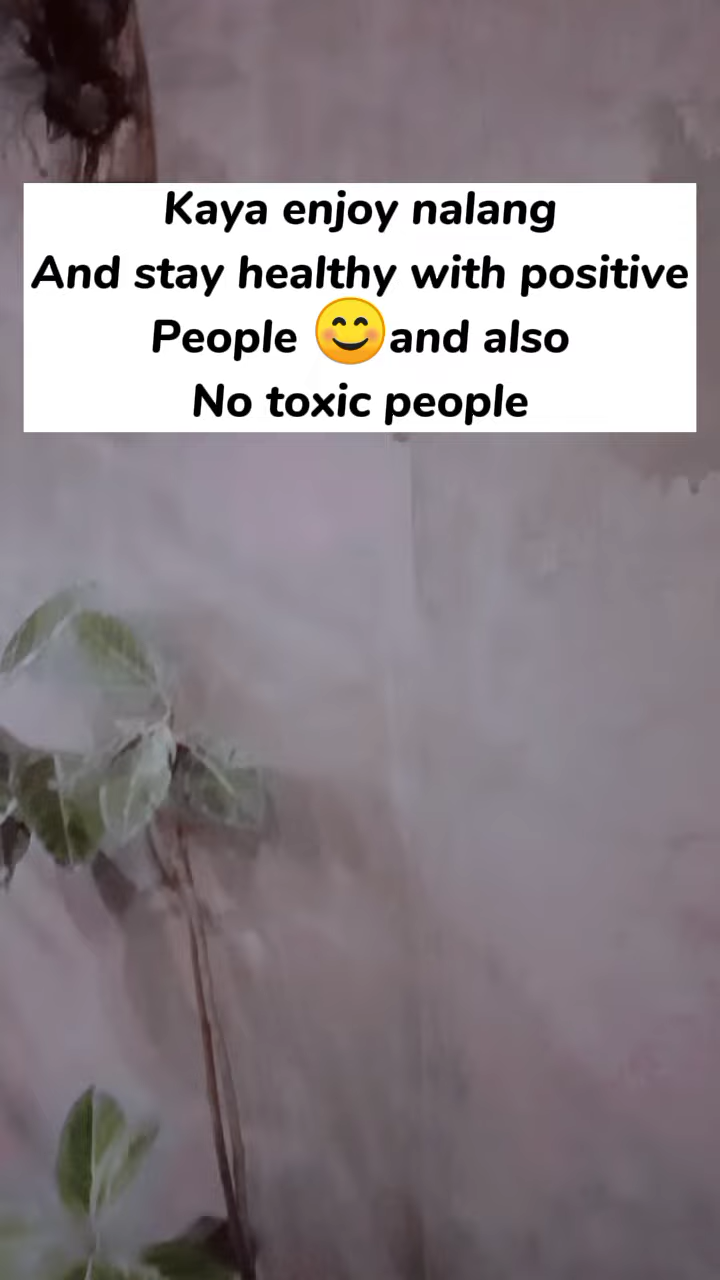 Kaya enjoy nalang
And stay healthy with positive
People 😊and also
No toxic people